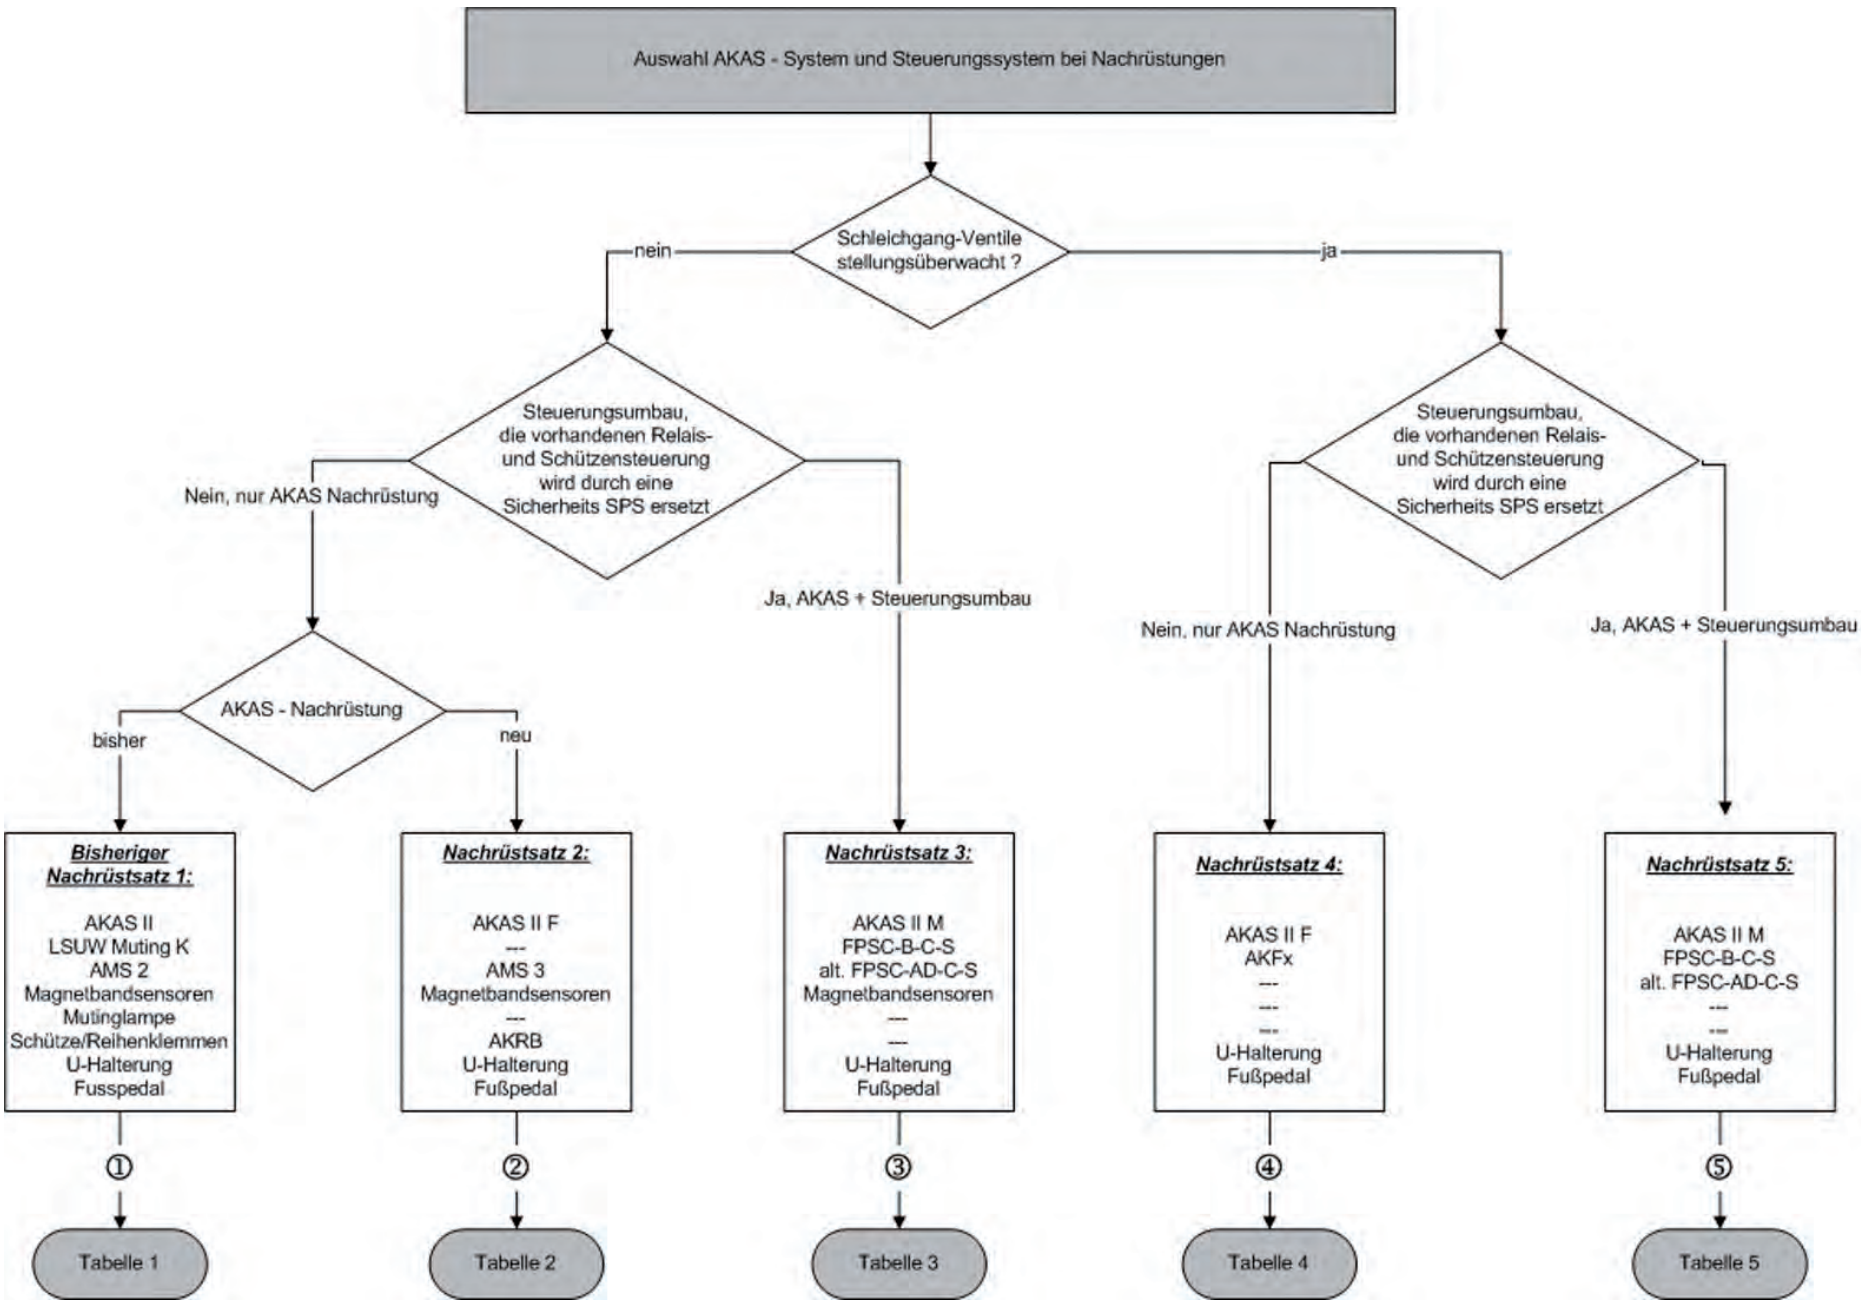 Auswahl AKAS - System und Steuerungssystem bei Nachrüstungen
Schleichgang-Ventile
stellungsüberwacht ?
nein
ja
Steuerungsumbau,
die vorhandenen Relais-
und Schützensteuerung
wird durch eine
Sicherheits SPS ersetzt
Steuerungsumbau,
die vorhandenen Relais-
und Schützensteuerung
wird durch eine
Sicherheits SPS ersetzt
Nein, nur AKAS Nachrüstung
Ja, AKAS + Steuerungsumbau
Nein, nur AKAS Nachrüstung
Ja, AKAS + Steuerungsumbau
AKAS - Nachrüstung
bisher
neu
Bisheriger
Nachrüstsatz 1:
AKAS II
LSUW Muting K
AMS 2
Magnetbandsensoren
Mutinglampe
Schütze/Reihenklemmen
U-Halterung
Fusspedal
Nachrüstsatz 2:
AKAS II F
---
AMS 3
Magnetbandsensoren
---
AKRB
U-Halterung
Fußpedal
Nachrüstsatz 3:
AKAS II M
FPSC-B-C-S
alt. FPSC-AD-C-S
Magnetbandsensoren
---
---
U-Halterung
Fußpedal
Nachrüstsatz 4:
AKAS II F
AKFx
---
---
---
U-Halterung
Fußpedal
Nachrüstsatz 5:
AKAS II M
FPSC-B-C-S
alt. FPSC-AD-C-S
---
---
U-Halterung
Fußpedal
①
②
③
④
⑤
Tabelle 1
Tabelle 2
Tabelle 3
Tabelle 4
Tabelle 5